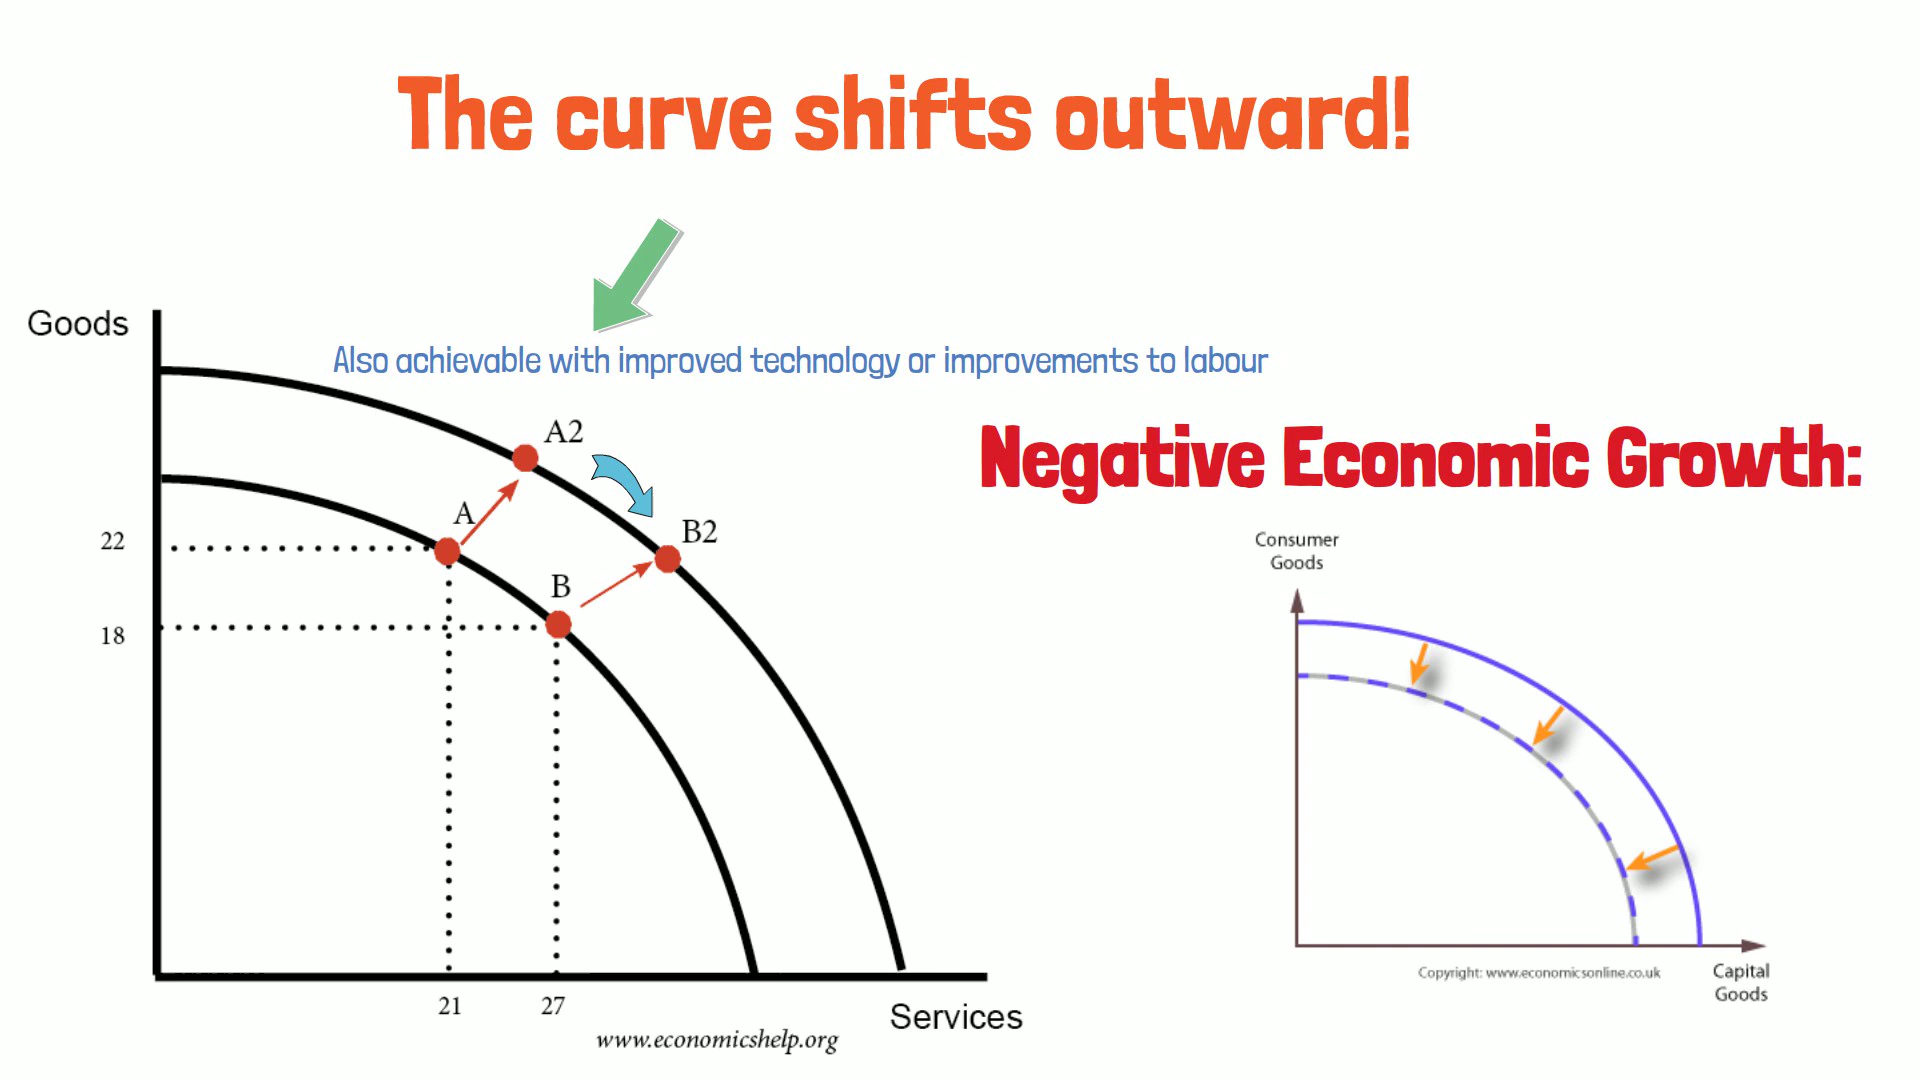 The curve shifts outward!
Goods
Also achievable with improved technology or improvements to labour
A2
Negative Economic Growth:
A
B2
22
B
18
21
27
Services
www.economicshelp.org
Consumer
Goods
Copyright: www.economicsonline.co.uk
Capital
Goods